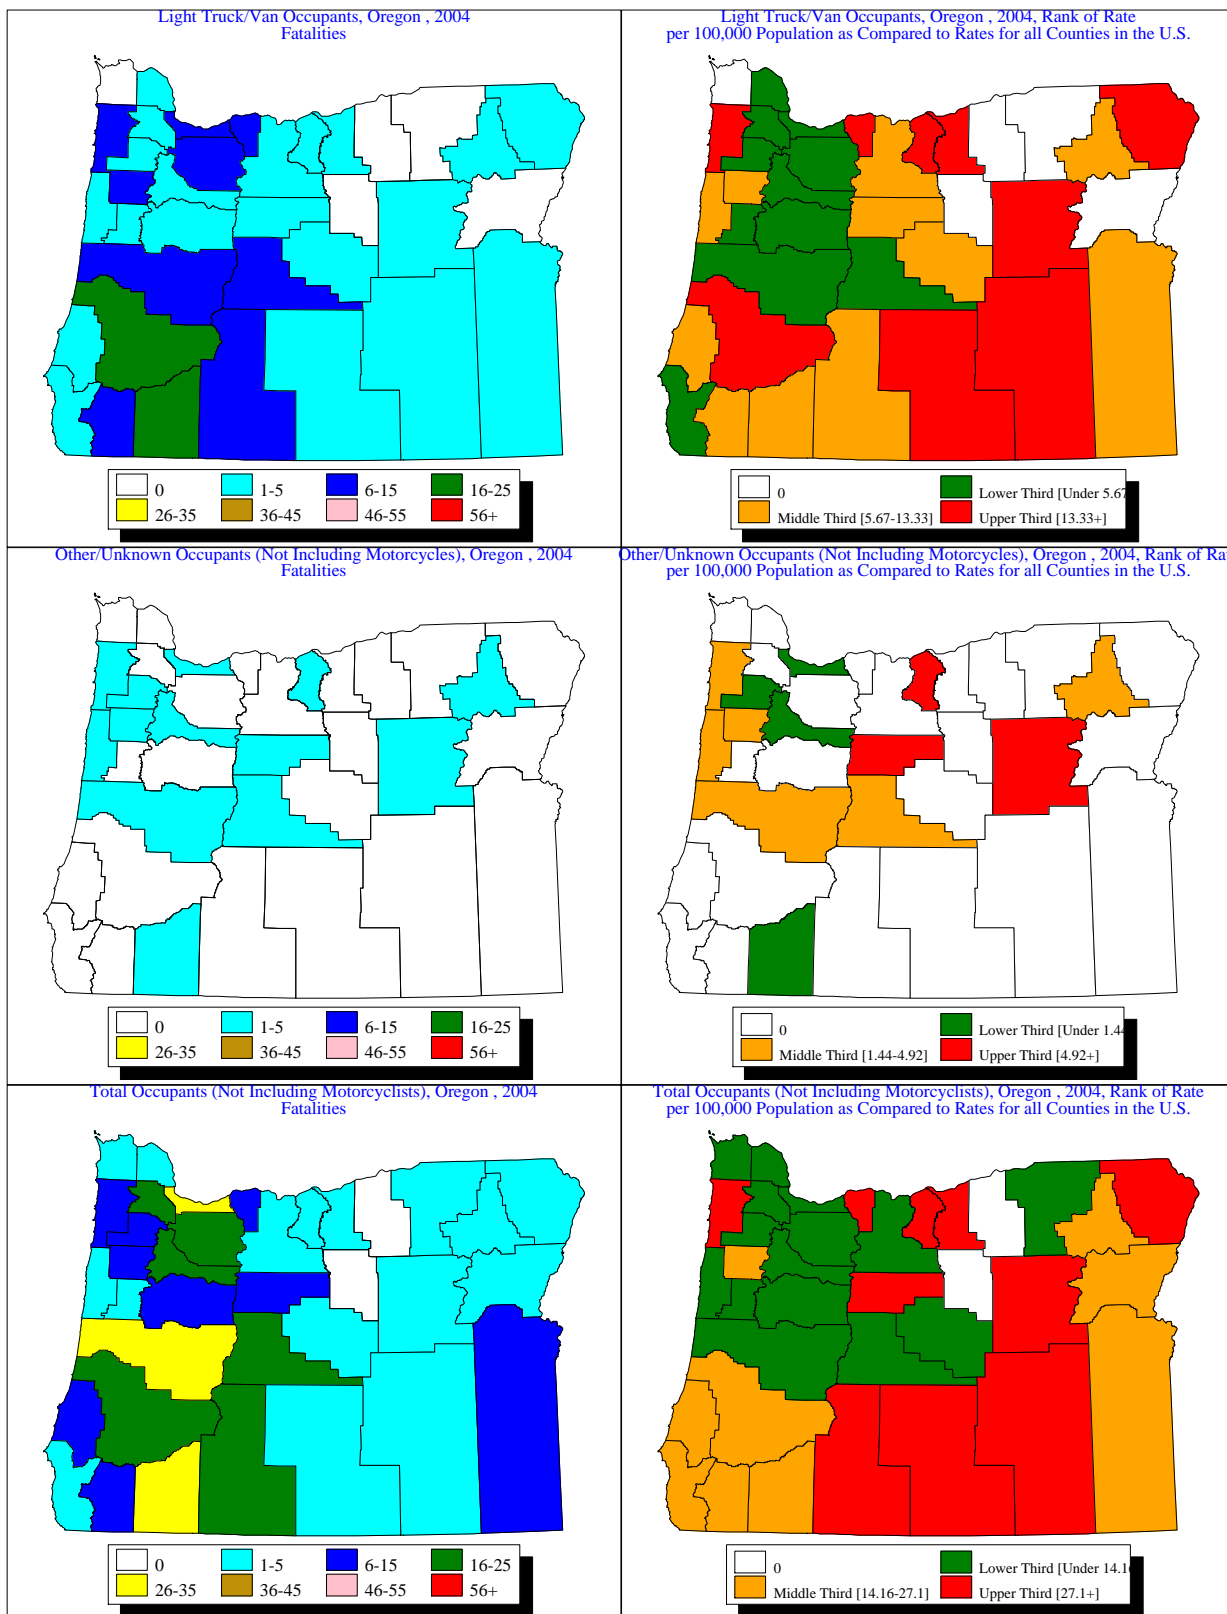 Light Truck/Van Occupants, Oregon , 2004
Fatalities
0
1-5
6-15
16-25
26-35
36-45
46-55
56+
Light Truck/Van Occupants, Oregon , 2004, Rank of Rate
per 100,000 Population as Compared to Rates for all Counties in the U.S.
0
Lower Third [Under 5.67
Middle Third [5.67-13.33]
Upper Third [13.33+]
Other/Unknown Occupants (Not Including Motorcycles), Oregon , 2004
Fatalities
0
1-5
6-15
16-25
26-35
36-45
46-55
56+
Other/Unknown Occupants (Not Including Motorcycles), Oregon , 2004, Rank of Ra
per 100,000 Population as Compared to Rates for all Counties in the U.S.
0
Lower Third [Under 1.44
Middle Third [1.44-4.92]
Upper Third [4.92+]
Total Occupants (Not Including Motorcyclists), Oregon , 2004
Fatalities
0
1-5
6-15
16-25
26-35
36-45
46-55
56+
Total Occupants (Not Including Motorcyclists), Oregon , 2004, Rank of Rate
per 100,000 Population as Compared to Rates for all Counties in the U.S.
0
Lower Third [Under 14.16
Middle Third [14.16-27.1]
Upper Third [27.1+]